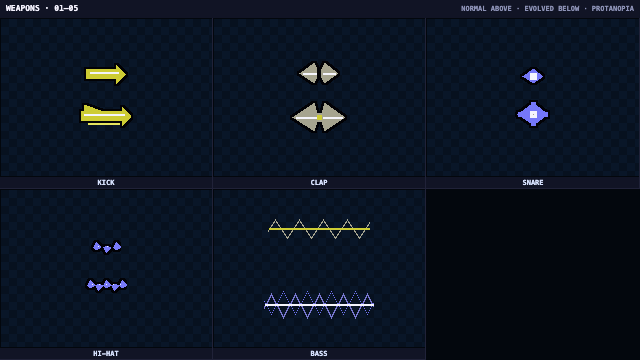 WEAPONS · 01—05
NORMAL ABOVE · EVOLVED BELOW · PROTANOPIA
KICK
CLAP
SNARE
HI-HAT
BASS